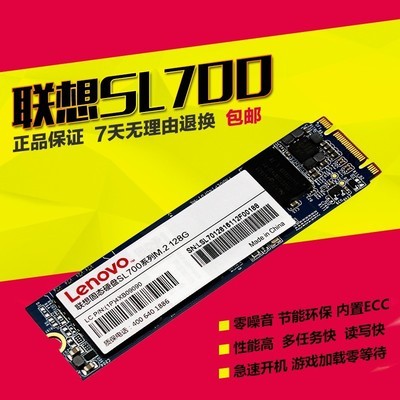 联想SL700
正品保证 7天无理由退换 包邮
Lenovo
联想固态硬盘SL700系列M.2 128G
SN:LSL7012818112F00188
Made in China
质保电话: 400 640 1886
零噪音 节能环保 内置ECC
性能高 多任务快 读写快
急速开机 游戏加载零等待